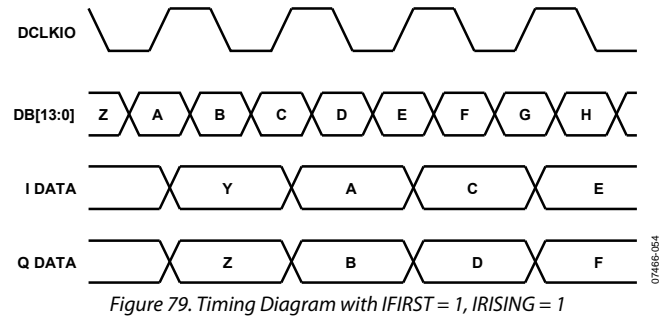 DCLKIO
DB[13:0] Z A B C D E F G H
I DATA Y A C E
Q DATA Z B D F
07466-054
Figure 79. Timing Diagram with IFIRST = 1, IRISING = 1